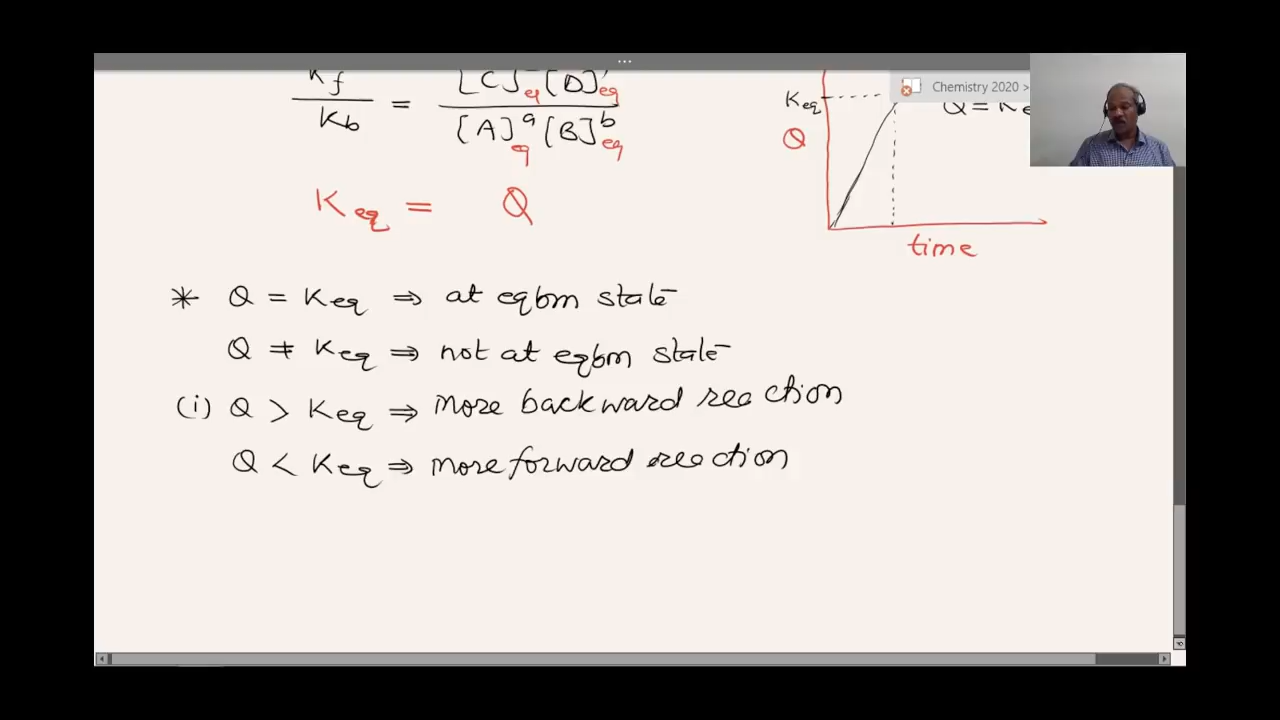 Kf / Kb = [C]eq [D]eq / [A]^a eq [B]^b eq
Keq = Q
Keq
Q
time
Q = Ke
Chemistry 2020 >
* Q = Keq ⇒ at eqbm state
Q ≠ Keq ⇒ not at eqbm state
(i) Q > Keq ⇒ more backward reaction
Q < Keq ⇒ more forward reaction